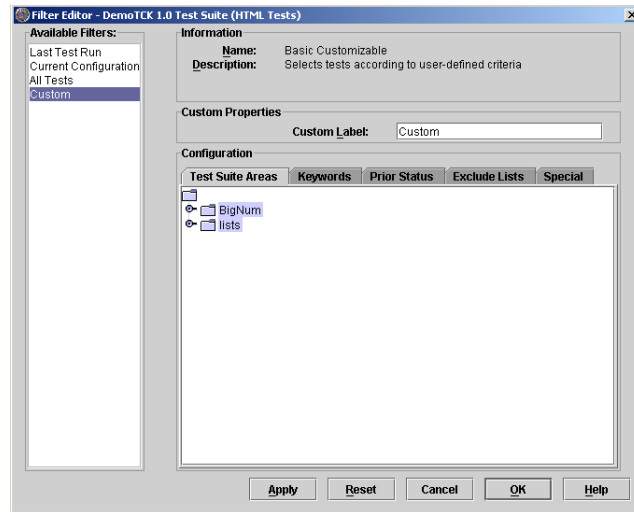 Filter Editor - DemoTCK 1.0 Test Suite (HTML Tests)
Available Filters:
Last Test Run
Current Configuration
All Tests
Custom
Information
Name: Basic Customizable
Description: Selects tests according to user-defined criteria
Custom Properties
Custom Label: Custom
Configuration
Test Suite Areas Keywords Prior Status Exclude Lists Special
BigNum
lists
Apply Reset Cancel OK Help